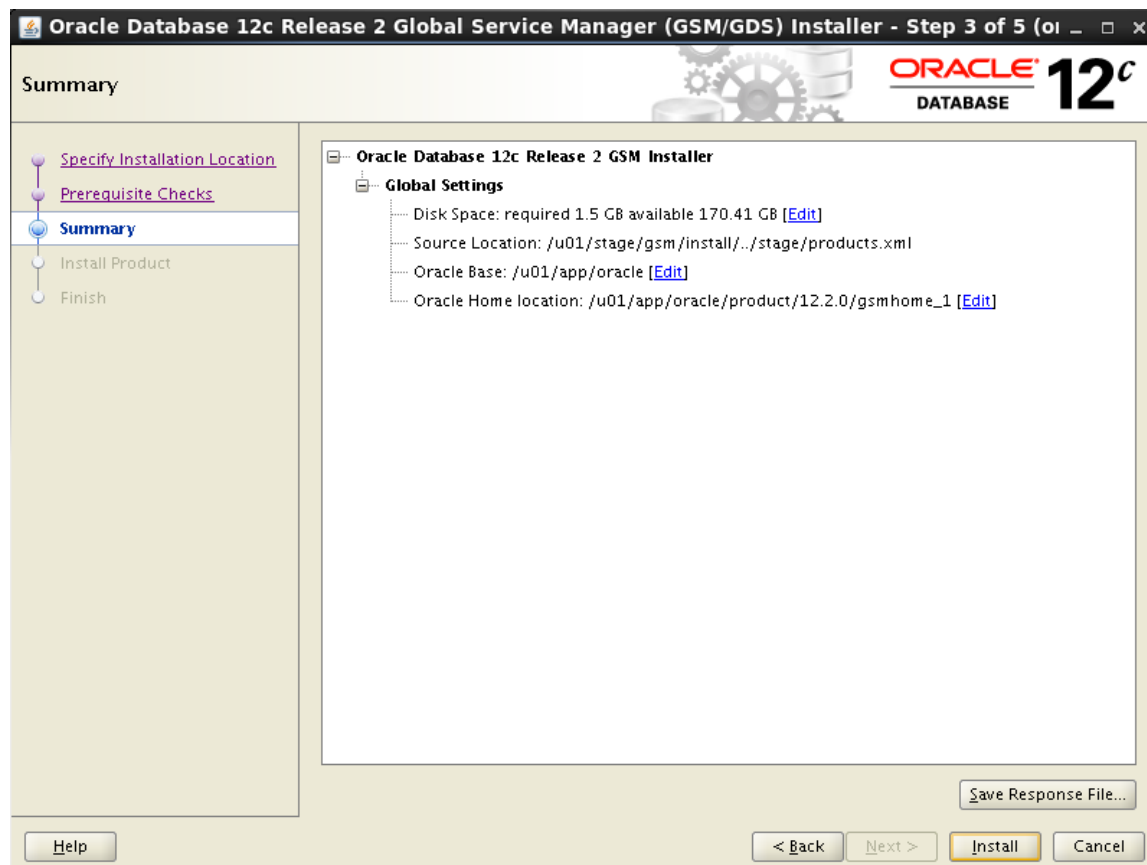 Oracle Database 12c Release 2 Global Service Manager (GSM/GDS) Installer - Step 3 of 5 (or
Summary
ORACLE
DATABASE
12c
Specify Installation Location
Prerequisite Checks
Summary
Install Product
Finish
Oracle Database 12c Release 2 GSM Installer
Global Settings
Disk Space: required 1.5 GB available 170.41 GB [Edit]
Source Location: /u01/stage/gsm/install/../stage/products.xml
Oracle Base: /u01/app/oracle [Edit]
Oracle Home location: /u01/app/oracle/product/12.2.0/gsmhome_1 [Edit]
Save Response File...
Help
< Back
Next >
Install
Cancel